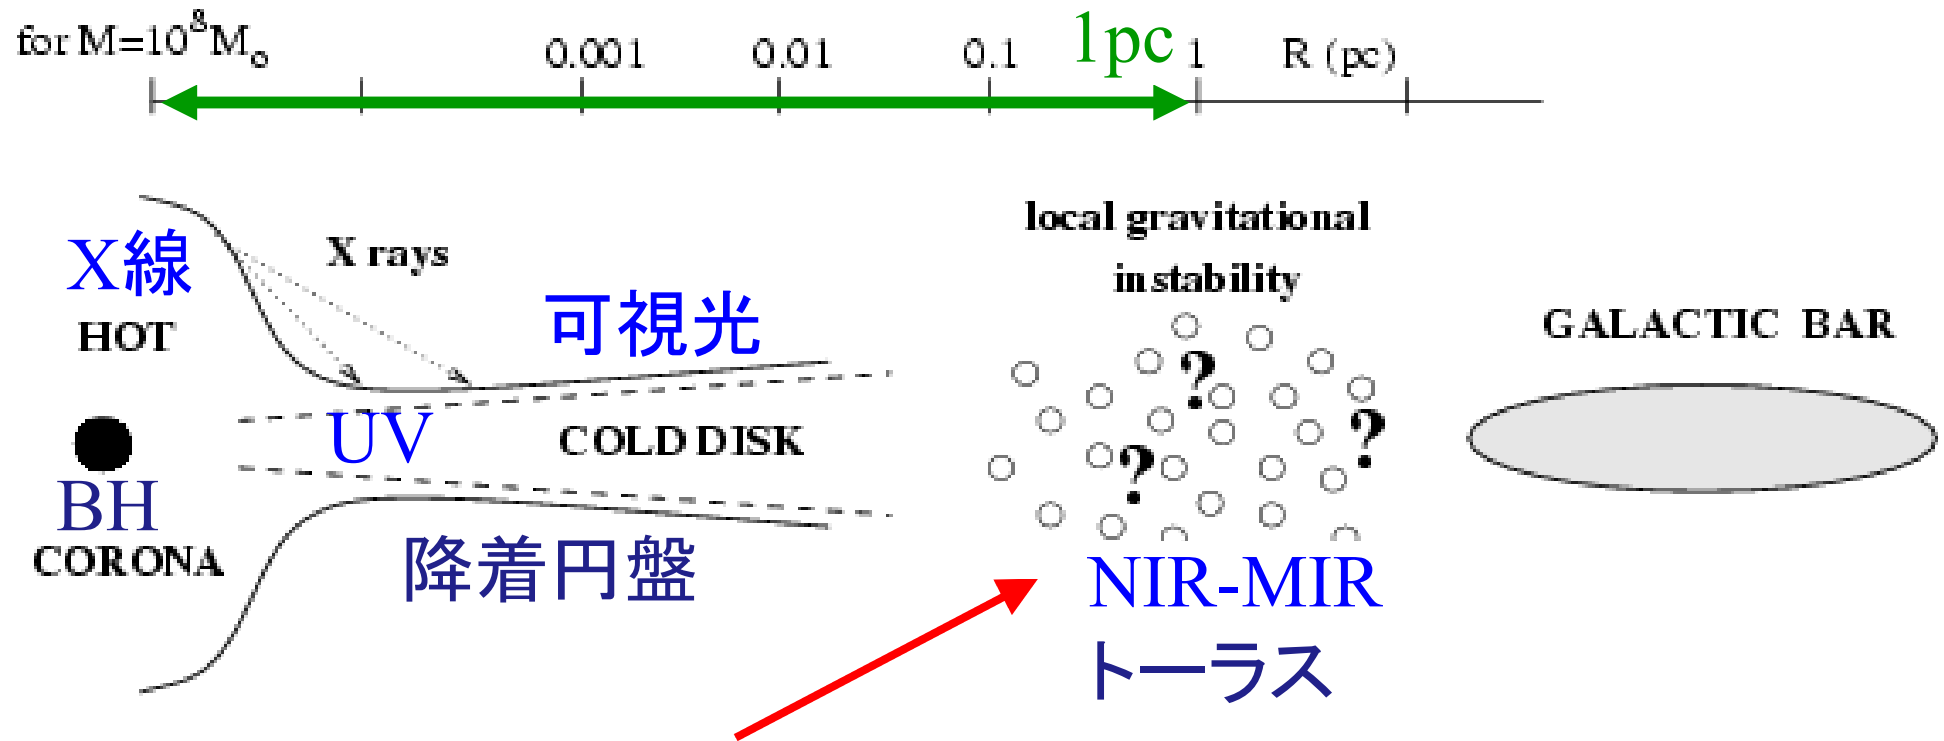 for M=10⁸Mₒ
0.001 0.01 0.1 1pc 1 R (pc)
local gravitational
instability
X線
X rays
HOT
可視光
GALACTIC BAR
?
?
?
UV
COLD DISK
BH
CORONA
降着円盤
NIR-MIR
トーラス